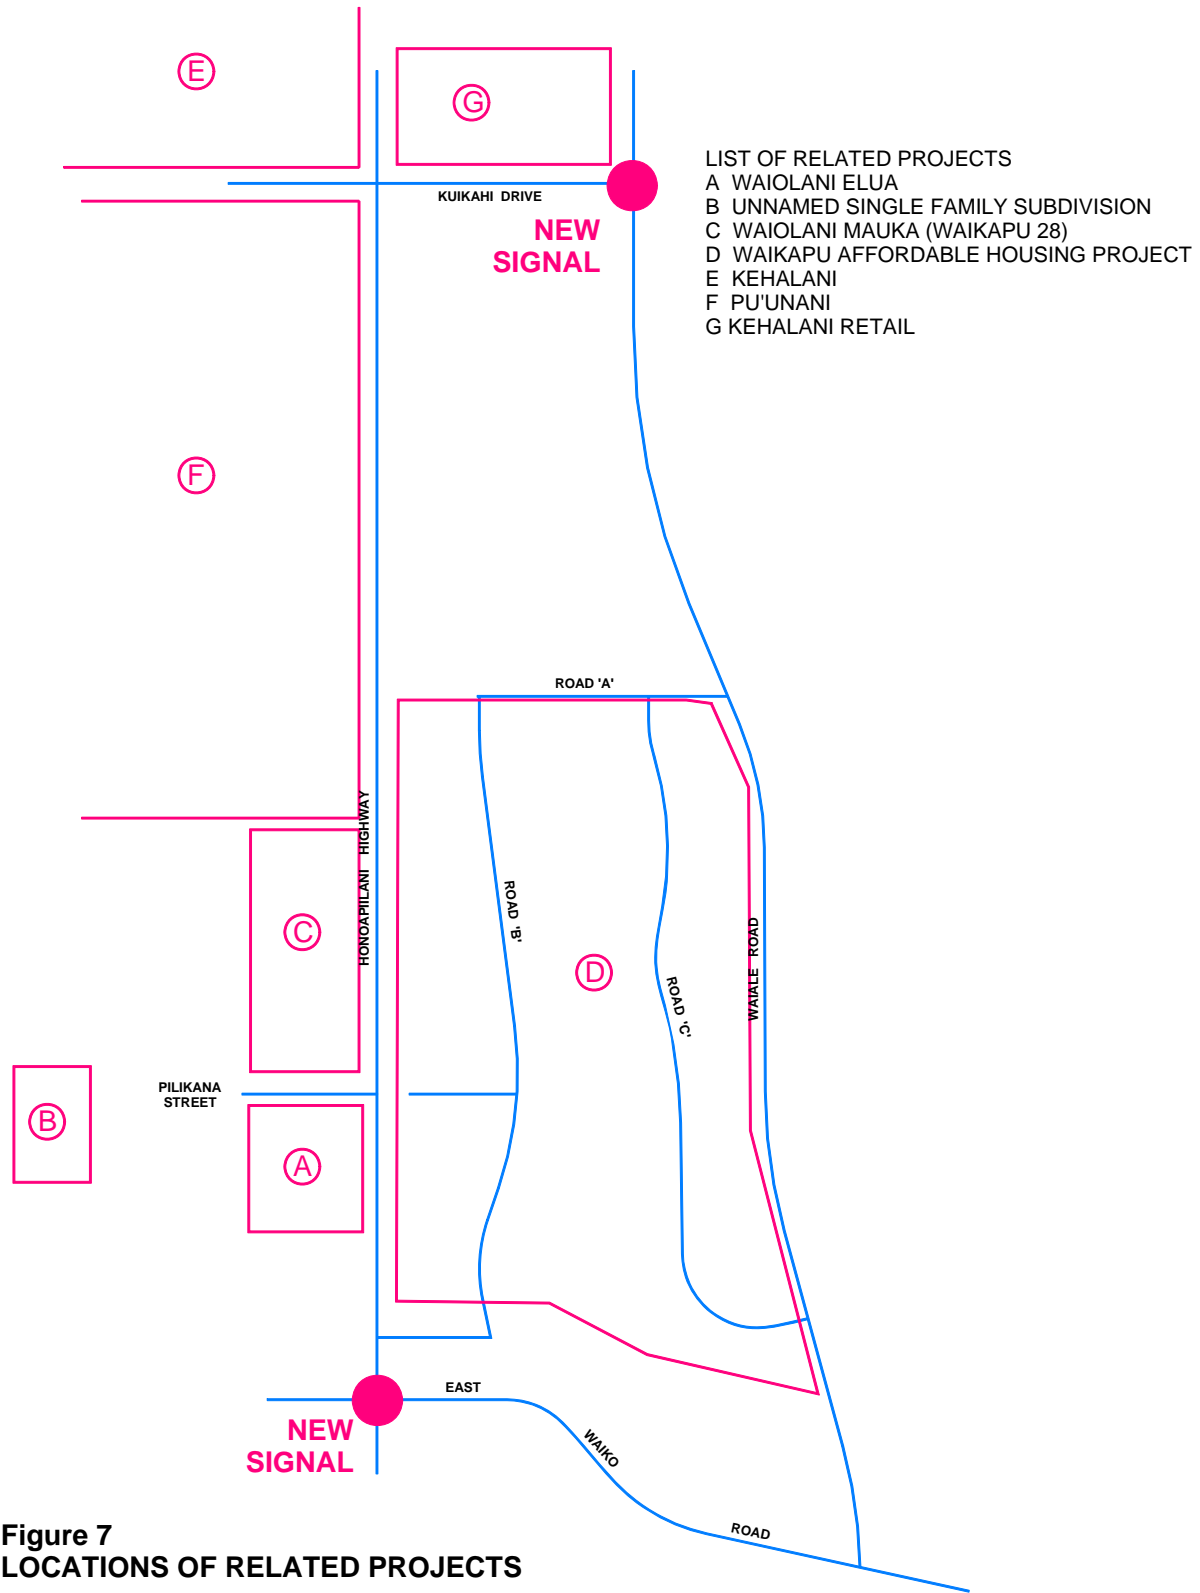 E
G
LIST OF RELATED PROJECTS
A WAIOLANI ELUA
B UNNAMED SINGLE FAMILY SUBDIVISION
C WAIOLANI MAUKA (WAIKAPU 28)
D WAIKAPU AFFORDABLE HOUSING PROJECT
E KEHALANI
F PU'UNANI
G KEHALANI RETAIL
KUIKAHI DRIVE
NEW
SIGNAL
F
ROAD 'A'
HONOAPIILANI HIGHWAY
ROAD 'B'
C
D
ROAD 'C'
WAIALE ROAD
PILIKANA
STREET
B
A
EAST
NEW
SIGNAL
WAIKO
ROAD
Figure 7
LOCATIONS OF RELATED PROJECTS